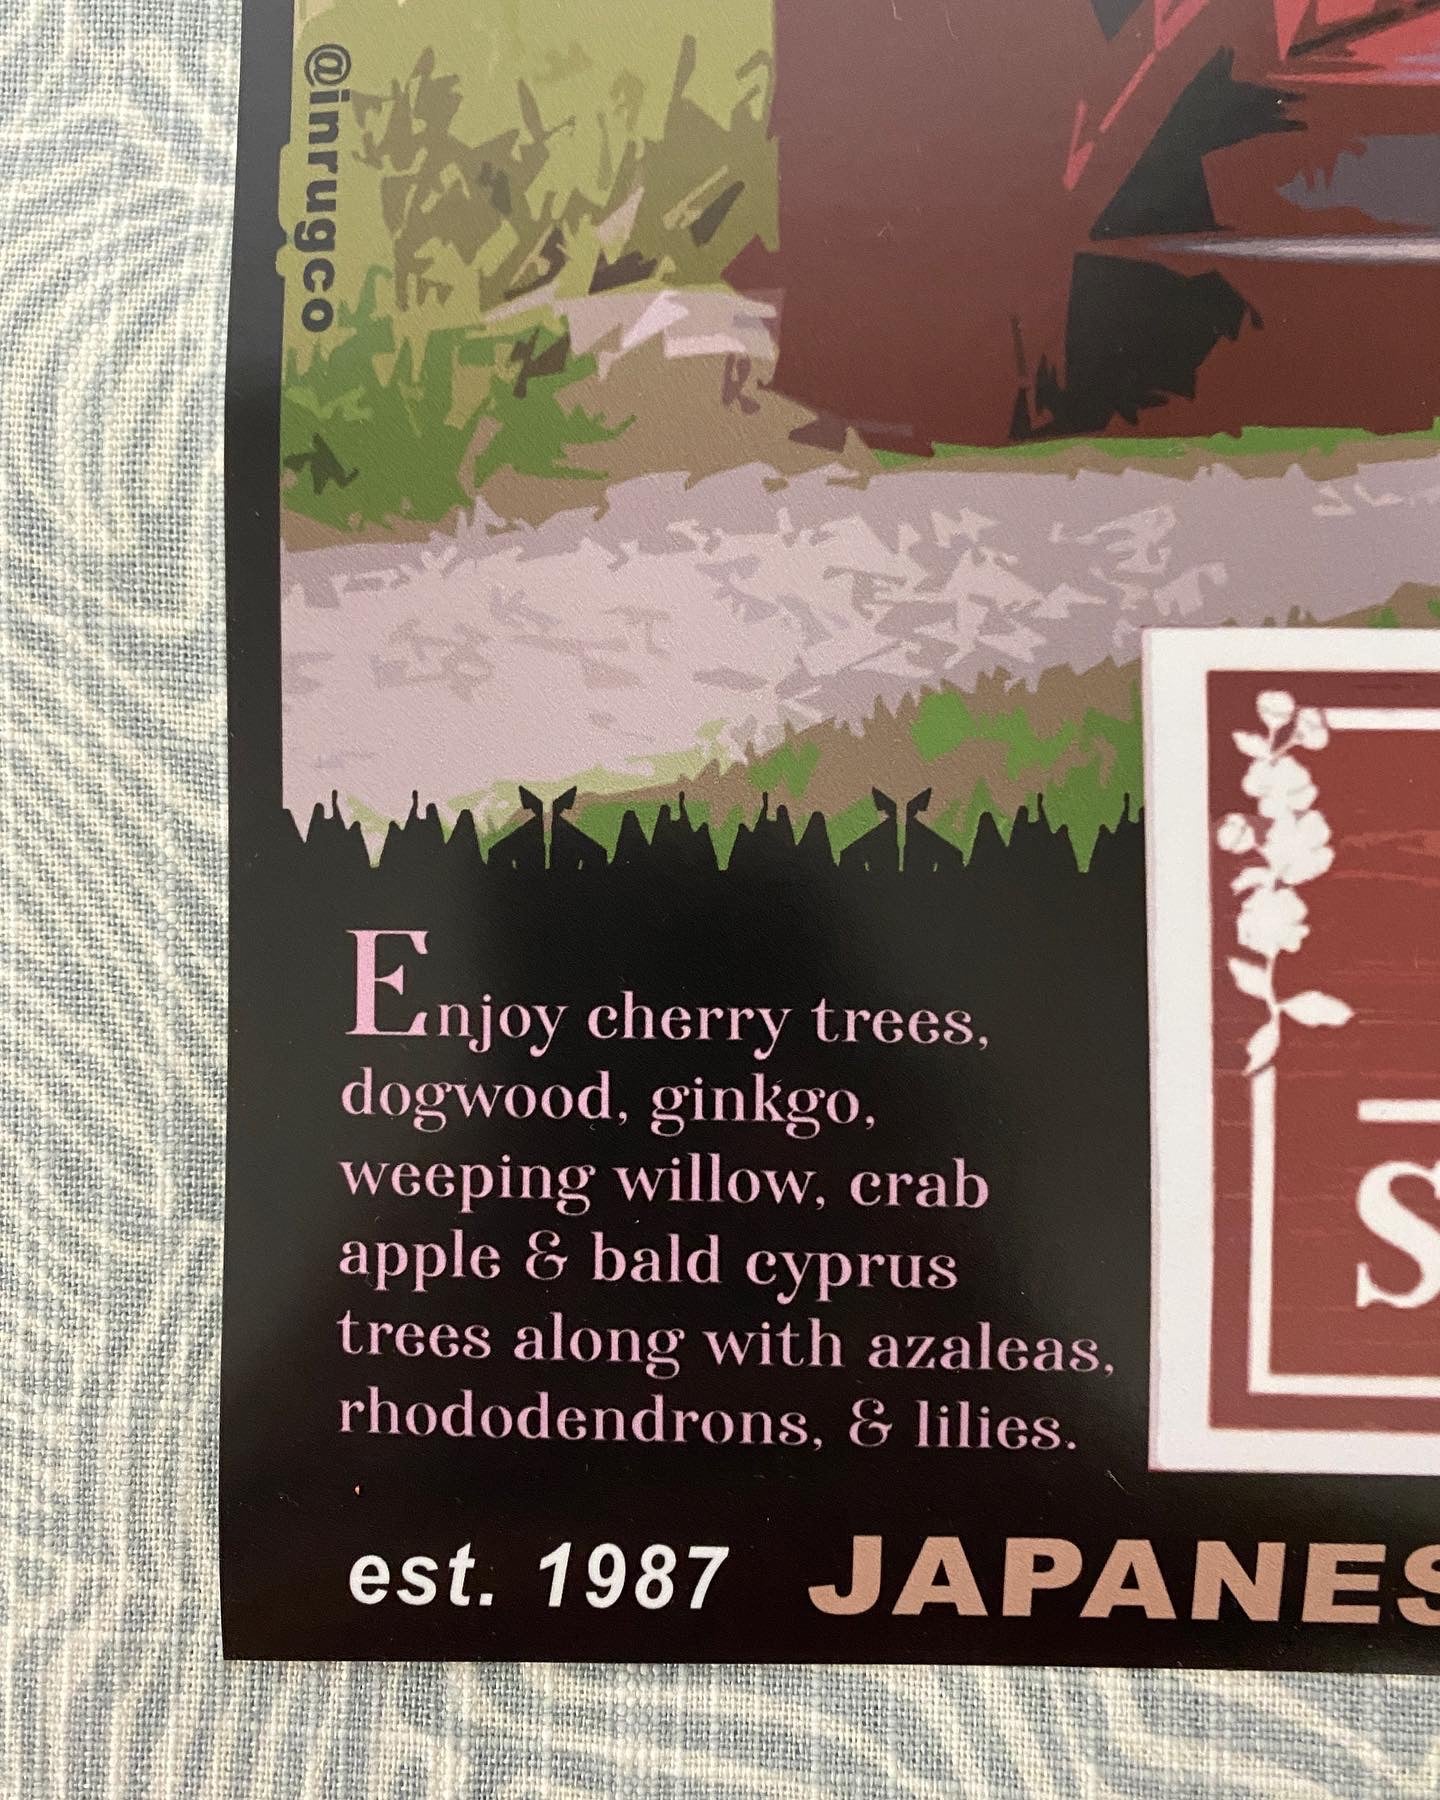 @inrugco
Enjoy cherry trees,
dogwood, ginkgo,
weeping willow, crab
apple & bald cyprus
trees along with azaleas,
rhododendrons, & lilies.
S
est. 1987 JAPANES